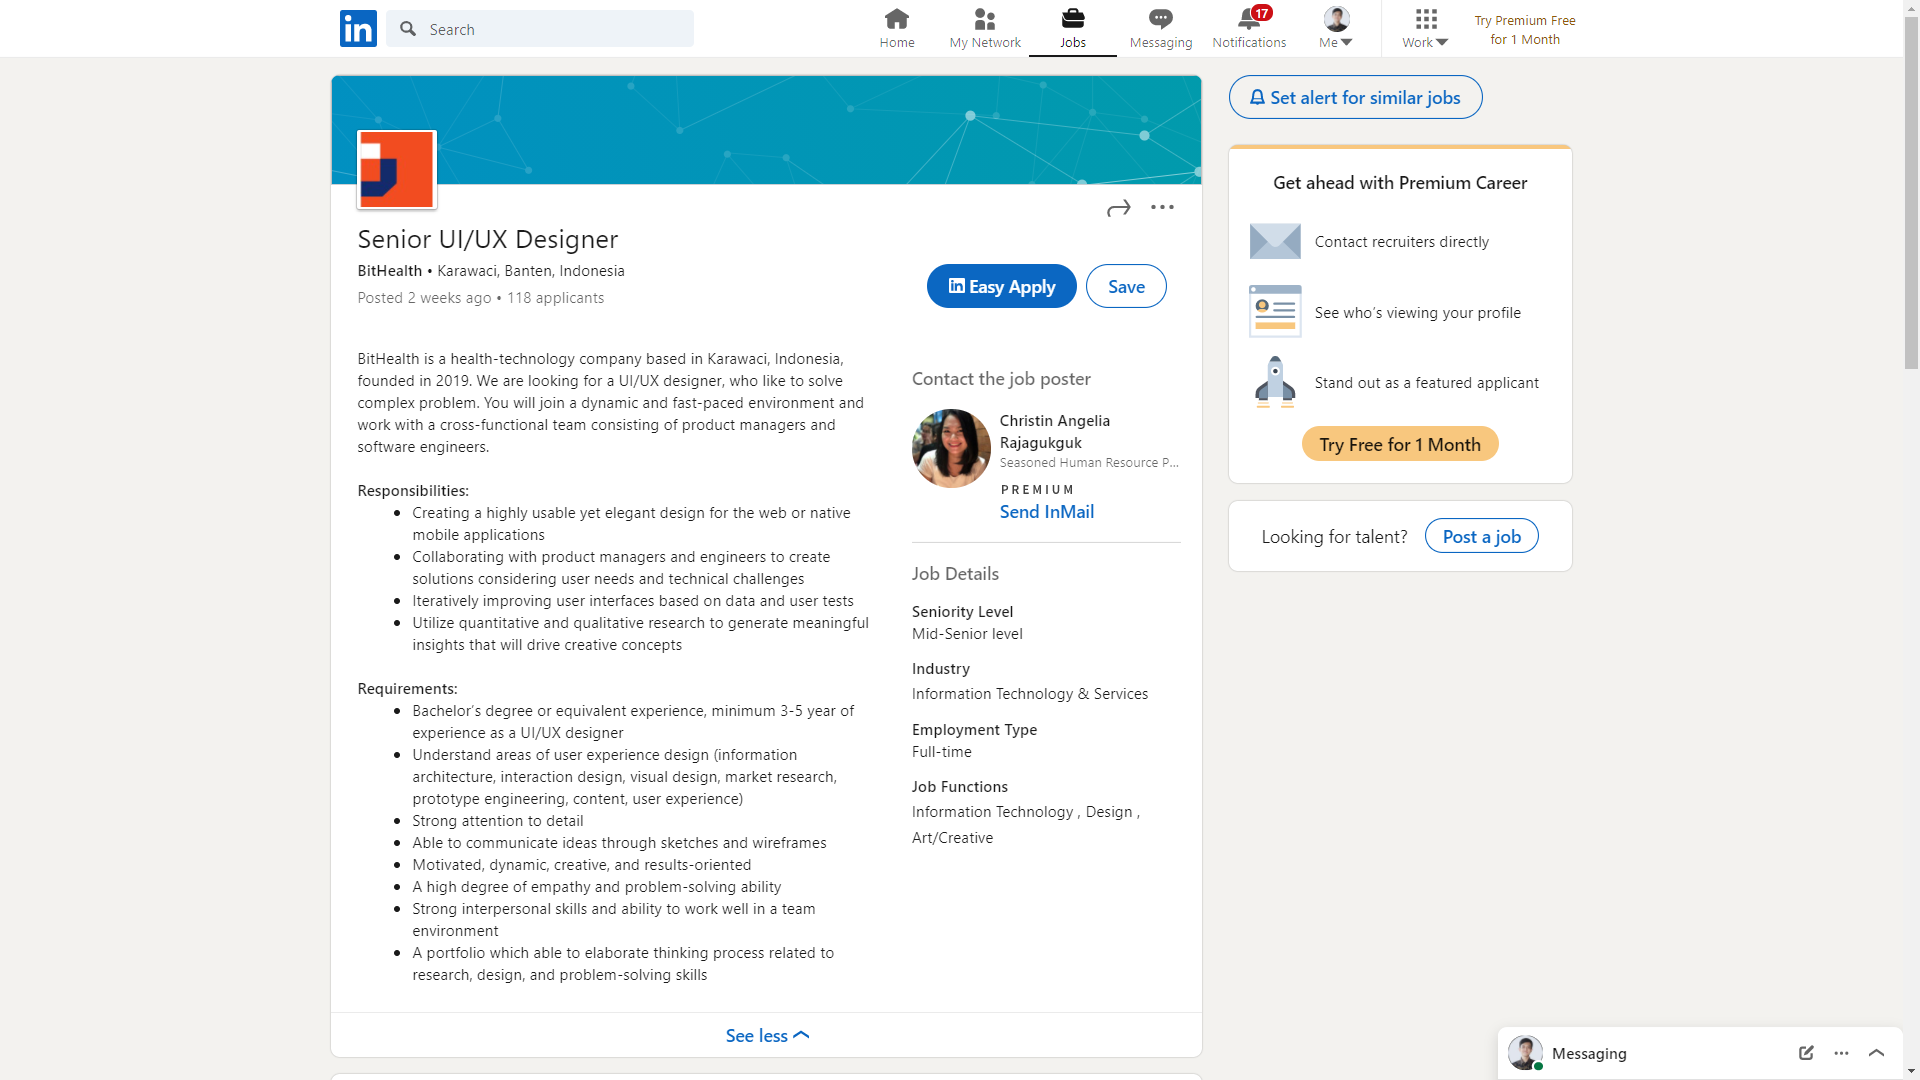 in
Search
Home
My Network
Jobs
Messaging
17
Notifications
Me
Work
Try Premium Free
for 1 Month
Senior UI/UX Designer
BitHealth • Karawaci, Banten, Indonesia
Posted 2 weeks ago • 118 applicants
in Easy Apply
Save
BitHealth is a health-technology company based in Karawaci, Indonesia,
founded in 2019. We are looking for a UI/UX designer, who like to solve
complex problem. You will join a dynamic and fast-paced environment and
work with a cross-functional team consisting of product managers and
software engineers.
Responsibilities:
• Creating a highly usable yet elegant design for the web or native
mobile applications
• Collaborating with product managers and engineers to create
solutions considering user needs and technical challenges
• Iteratively improving user interfaces based on data and user tests
• Utilize quantitative and qualitative research to generate meaningful
insights that will drive creative concepts
Requirements:
• Bachelor's degree or equivalent experience, minimum 3-5 year of
experience as a UI/UX designer
• Understand areas of user experience design (information
architecture, interaction design, visual design, market research,
prototype engineering, content, user experience)
• Strong attention to detail
• Able to communicate ideas through sketches and wireframes
• Motivated, dynamic, creative, and results-oriented
• A high degree of empathy and problem-solving ability
• Strong interpersonal skills and ability to work well in a team
environment
• A portfolio which able to elaborate thinking process related to
research, design, and problem-solving skills
See less
Contact the job poster
Christin Angelia
Rajagukguk
Seasoned Human Resource P...
PREMIUM
Send InMail
Job Details
Seniority Level
Mid-Senior level
Industry
Information Technology & Services
Employment Type
Full-time
Job Functions
Information Technology , Design ,
Art/Creative
Set alert for similar jobs
Get ahead with Premium Career
Contact recruiters directly
See who's viewing your profile
Stand out as a featured applicant
Try Free for 1 Month
Looking for talent?
Post a job
Messaging